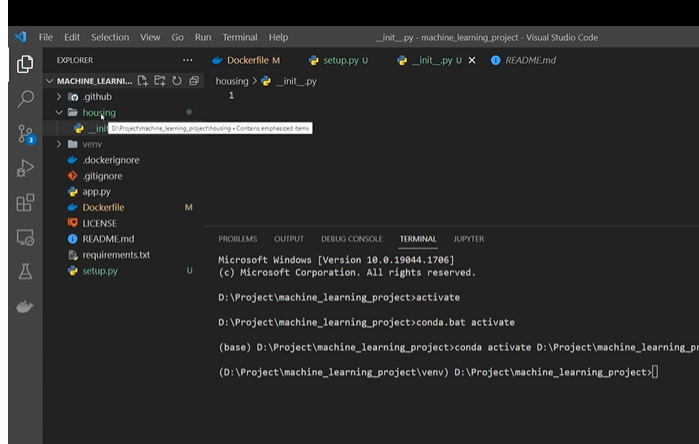 File Edit Selection View Go Run Terminal Help __init__.py - machine_learning_project - Visual Studio Code
EXPLORER
Dockerfile M setup.py U __init__.py U README.md
MACHINE_LEARNI...
housing > __init__.py
1
.github
housing
__ini
D:\Project\machine_learning_project\housing • Contains emphasized items
3
venv
.dockerignore
.gitignore
app.py
Dockerfile M
LICENSE
README.md
requirements.txt
setup.py U
PROBLEMS OUTPUT DEBUG CONSOLE TERMINAL JUPYTER
Microsoft Windows [Version 10.0.19044.1706]
(c) Microsoft Corporation. All rights reserved.
D:\Project\machine_learning_project>activate
D:\Project\machine_learning_project>conda.bat activate
(base) D:\Project\machine_learning_project>conda activate D:\Project\machine_learning_pr
(D:\Project\machine_learning_project\venv) D:\Project\machine_learning_project>